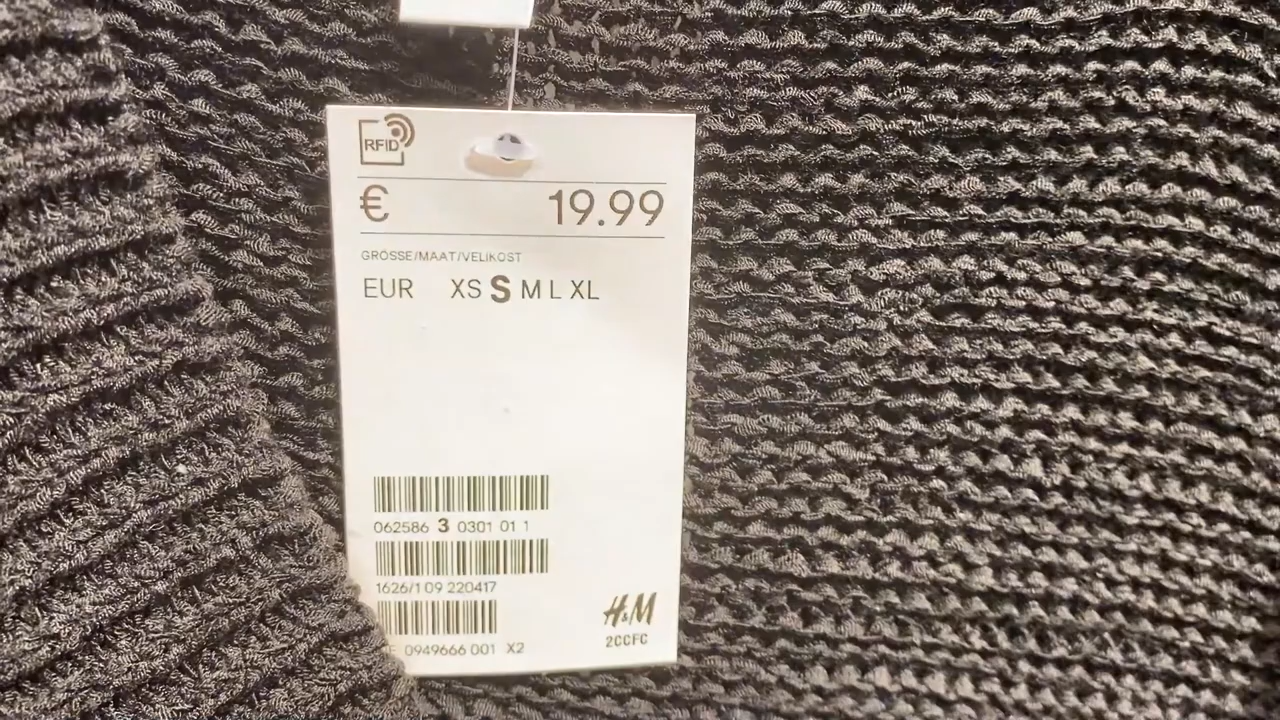 RFID
€ 19.99
GRÖSSE/MAAT/VELIKOST
EUR XS S M L XL
062586 3 0301 01 1
1626/1 09 220417
0949666 001 X2
H&M
2CCFC